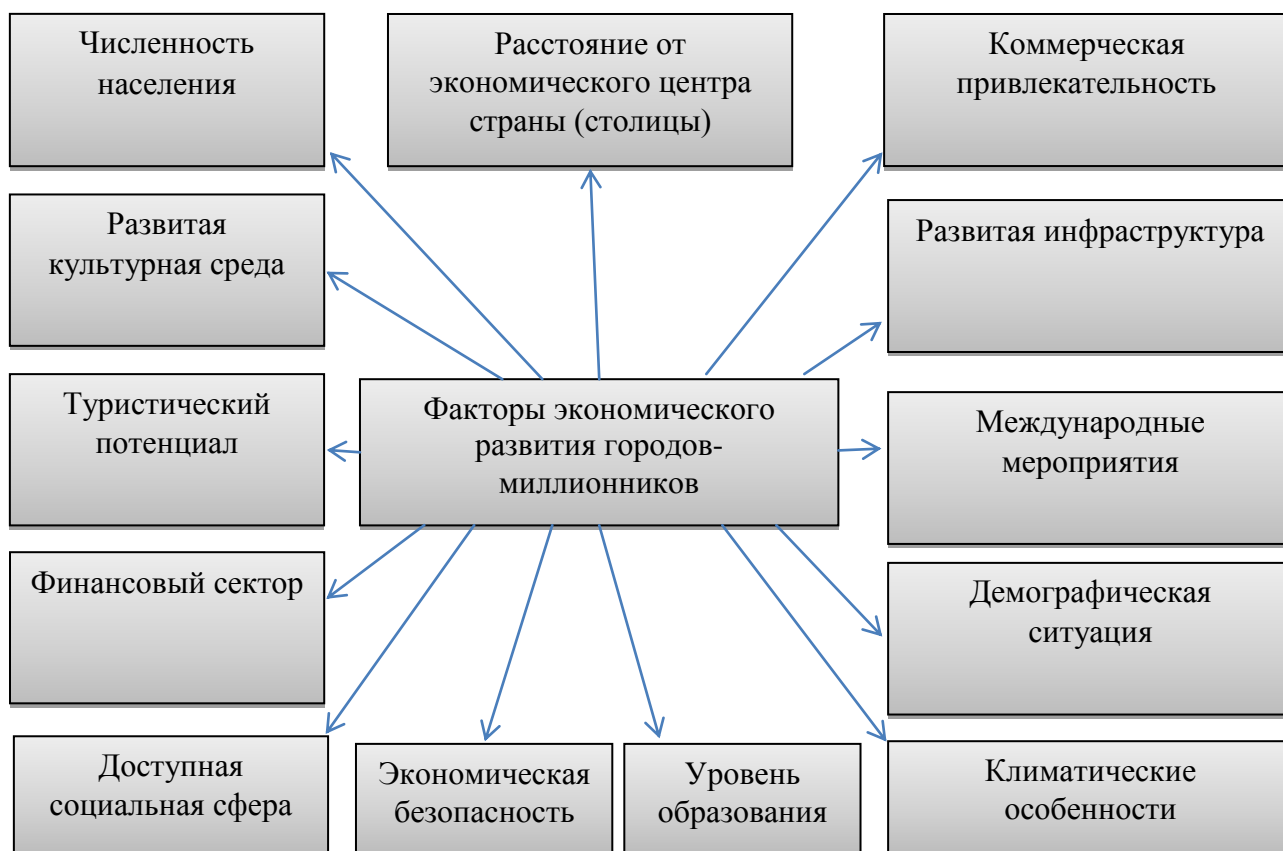 Численность
населения
Расстояние от
экономического центра
страны (столицы)
Коммерческая
привлекательность
Развитая
культурная среда
Развитая инфраструктура
Туристический
потенциал
Факторы экономического
развития городов-
миллионников
Международные
мероприятия
Финансовый сектор
Демографическая
ситуация
Доступная
социальная сфера
Экономическая
безопасность
Уровень
образования
Климатические
особенности